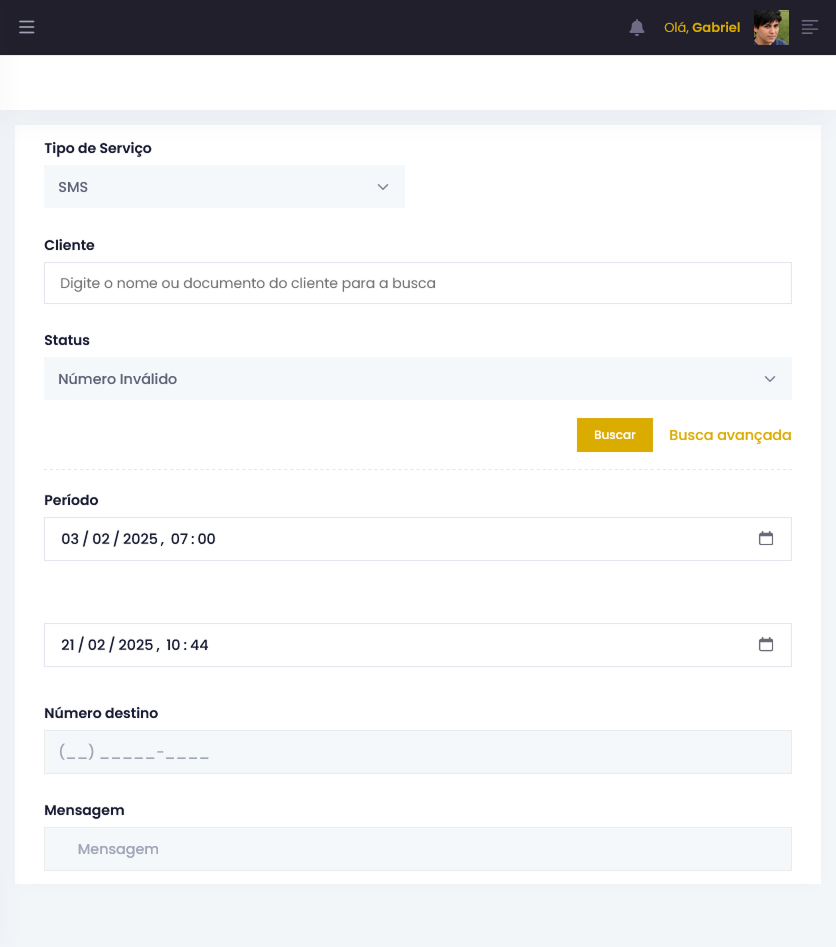 Olá, Gabriel
Tipo de Serviço
SMS
Cliente
Digite o nome ou documento do cliente para a busca
Status
Número Inválido
Buscar Busca avançada
Período
03 / 02 / 2025 , 07 : 00
21 / 02 / 2025 , 10 : 44
Número destino
(__) _____-____
Mensagem
Mensagem